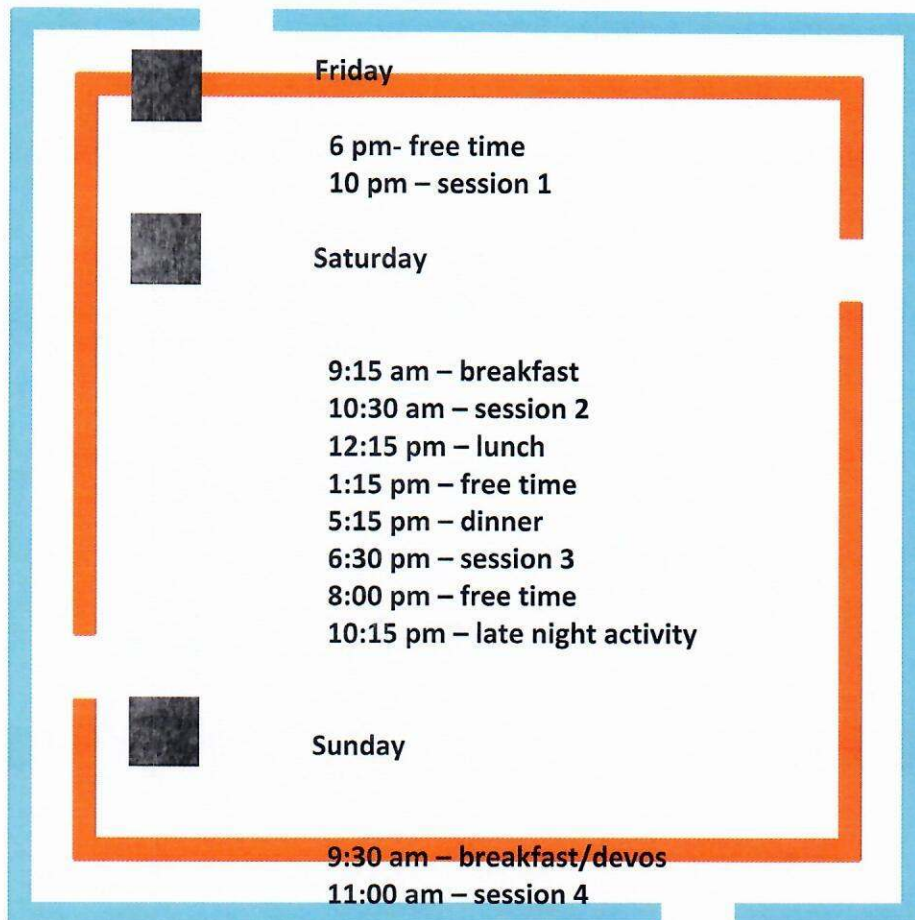 Friday
6 pm- free time
10 pm – session 1
Saturday
9:15 am – breakfast
10:30 am – session 2
12:15 pm – lunch
1:15 pm – free time
5:15 pm – dinner
6:30 pm – session 3
8:00 pm – free time
10:15 pm – late night activity
Sunday
9:30 am – breakfast/devos
11:00 am – session 4